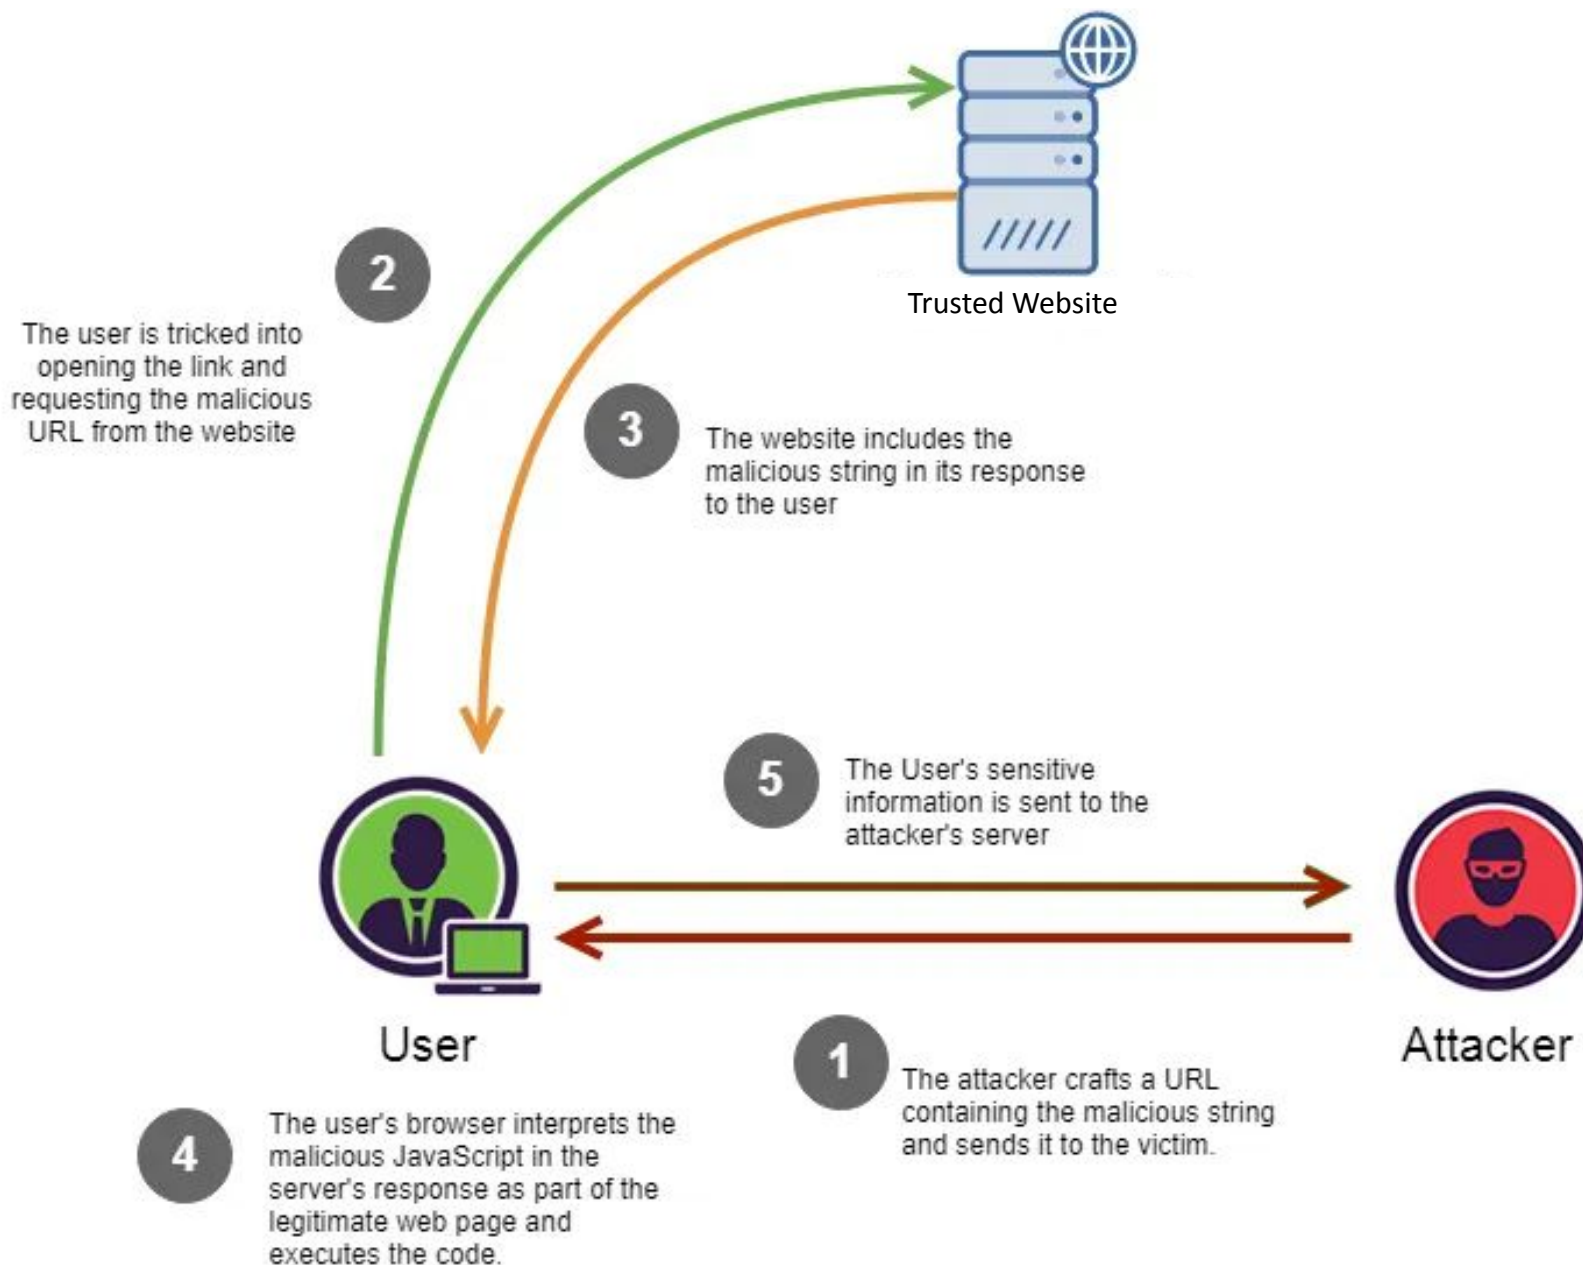 Trusted Website
2
The user is tricked into
opening the link and
requesting the malicious
URL from the website
3
The website includes the
malicious string in its response
to the user
5
The User's sensitive
information is sent to the
attacker's server
User
Attacker
1
The attacker crafts a URL
containing the malicious string
and sends it to the victim.
4
The user's browser interprets the
malicious JavaScript in the
server's response as part of the
legitimate web page and
executes the code.